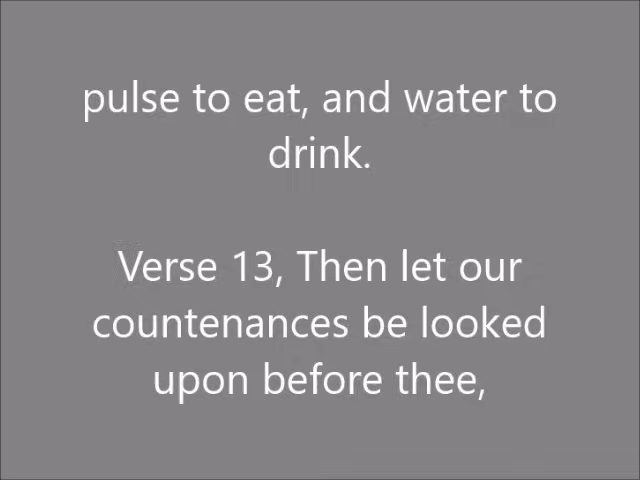 pulse to eat, and water to
drink.
Verse 13, Then let our
countenances be looked
upon before thee,